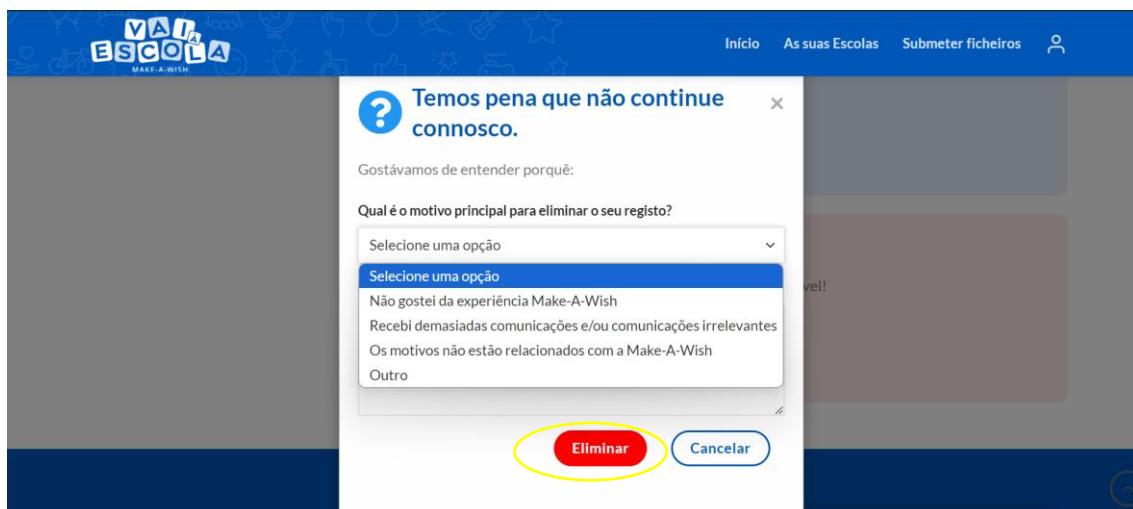 VAI À
ESCOLA
MAKE-A-WISH
Início As suas Escolas Submeter ficheiros
Temos pena que não continue
connosco.
×
Gostávamos de entender porquê:
Qual é o motivo principal para eliminar o seu registo?
Selecione uma opção
Selecione uma opção
Não gostei da experiência Make-A-Wish
Recebi demasiadas comunicações e/ou comunicações irrelevantes
Os motivos não estão relacionados com a Make-A-Wish
Outro
vel!
Eliminar Cancelar